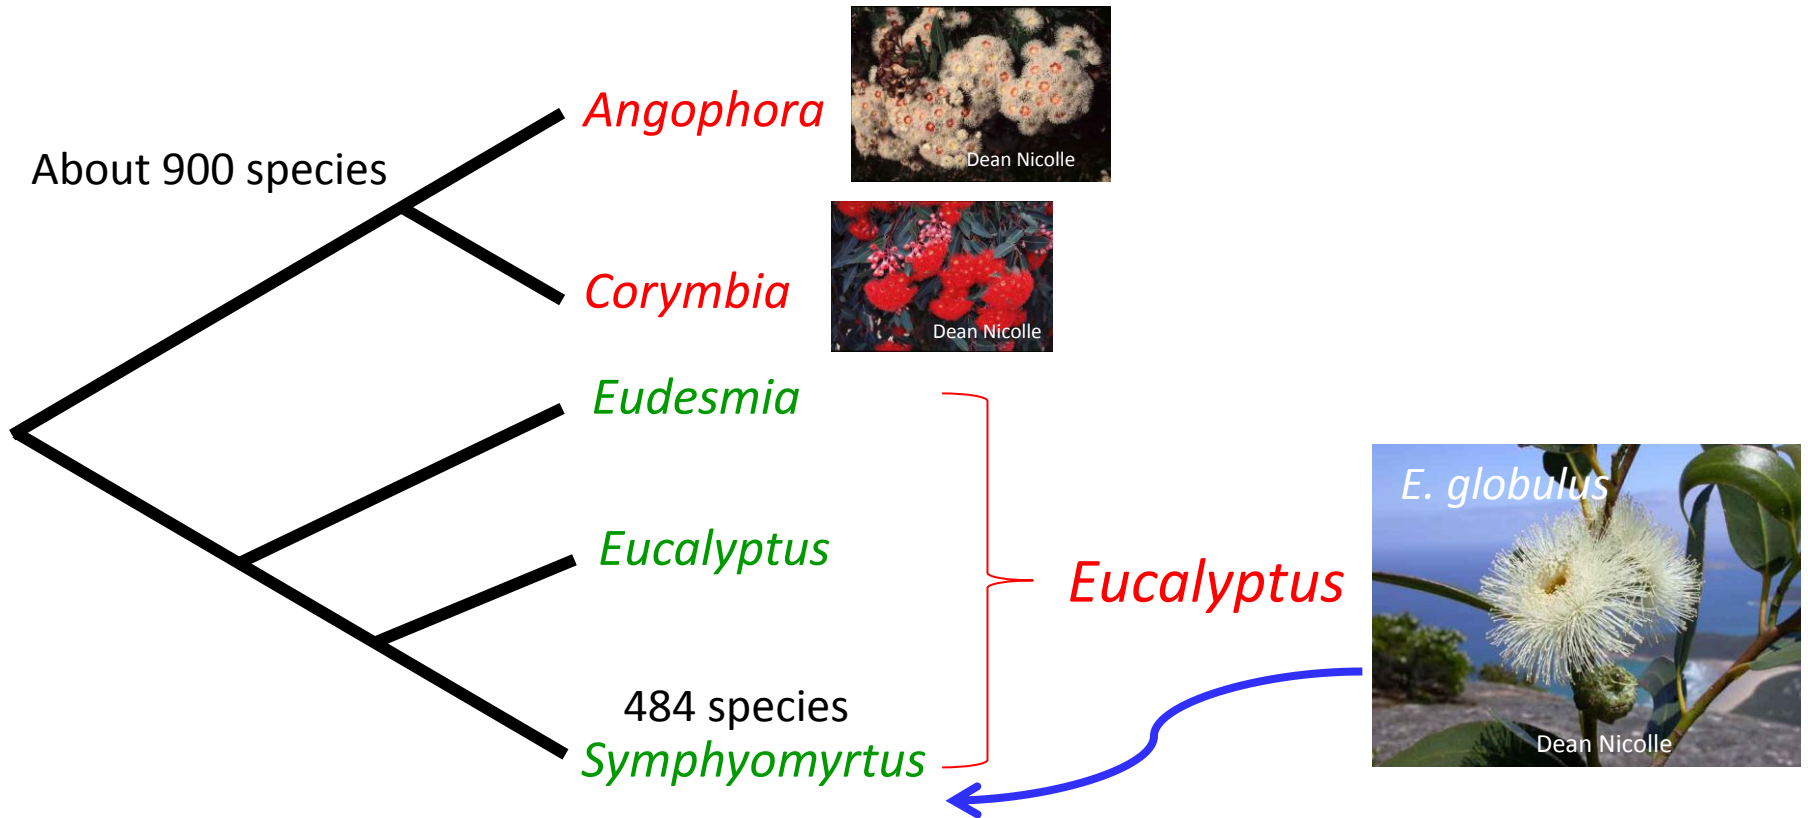 Angophora
Dean Nicolle
About 900 species
Corymbia
Dean Nicolle
Eudesmia
E. globulus
Eucalyptus
Eucalyptus
484 species
Symphyomyrtus
Dean Nicolle